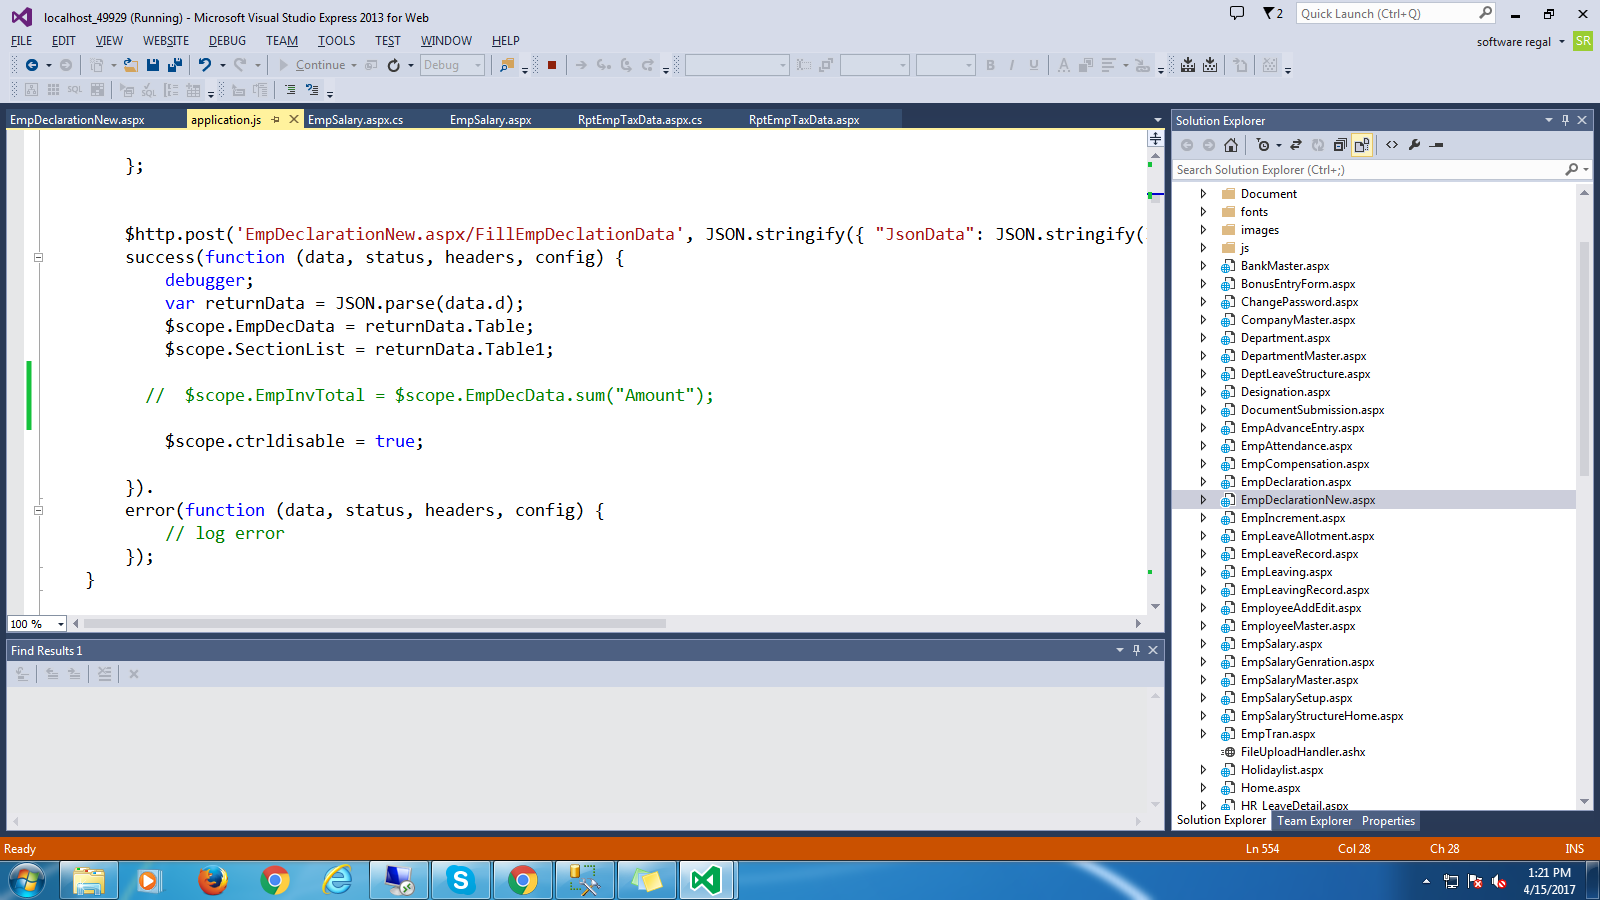 localhost_49929 (Running) - Microsoft Visual Studio Express 2013 for Web
2
Quick Launch (Ctrl+Q)
FILE EDIT VIEW WEBSITE DEBUG TEAM TOOLS TEST WINDOW HELP
software regal
SR
Continue
Debug
B I U A
SQL SQL
EmpDeclarationNew.aspx application.js EmpSalary.aspx.cs EmpSalary.aspx RptEmpTaxData.aspx.cs RptEmpTaxData.aspx
};
$http.post('EmpDeclarationNew.aspx/FillEmpDeclationData', JSON.stringify({ "JsonData": JSON.stringify(
success(function (data, status, headers, config) {
debugger;
var returnData = JSON.parse(data.d);
$scope.EmpDecData = returnData.Table;
$scope.SectionList = returnData.Table1;
// $scope.EmpInvTotal = $scope.EmpDecData.sum("Amount");
$scope.ctrldisable = true;
}).
error(function (data, status, headers, config) {
// log error
});
}
100 %
Find Results 1
Solution Explorer
Search Solution Explorer (Ctrl+;)
Document
fonts
images
js
BankMaster.aspx
BonusEntryForm.aspx
ChangePassword.aspx
CompanyMaster.aspx
Department.aspx
DepartmentMaster.aspx
DeptLeaveStructure.aspx
Designation.aspx
DocumentSubmission.aspx
EmpAdvanceEntry.aspx
EmpAttendance.aspx
EmpCompensation.aspx
EmpDeclaration.aspx
EmpDeclarationNew.aspx
EmpIncrement.aspx
EmpLeaveAllotment.aspx
EmpLeaveRecord.aspx
EmpLeaving.aspx
EmpLeavingRecord.aspx
EmployeeAddEdit.aspx
EmployeeMaster.aspx
EmpSalary.aspx
EmpSalaryGenration.aspx
EmpSalaryMaster.aspx
EmpSalarySetup.aspx
EmpSalaryStructureHome.aspx
EmpTran.aspx
FileUploadHandler.ashx
Holidaylist.aspx
Home.aspx
HR_LeaveDetail.aspx
Solution Explorer Team Explorer Properties
Ready
Ln 554 Col 28 Ch 28 INS
1:21 PM
4/15/2017